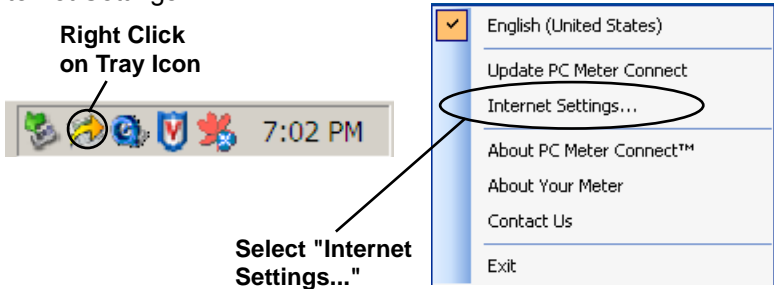 Right Click
on Tray Icon
7:02 PM
English (United States)
Update PC Meter Connect
Internet Settings...
About PC Meter Connect™
About Your Meter
Contact Us
Exit
Select "Internet
Settings..."